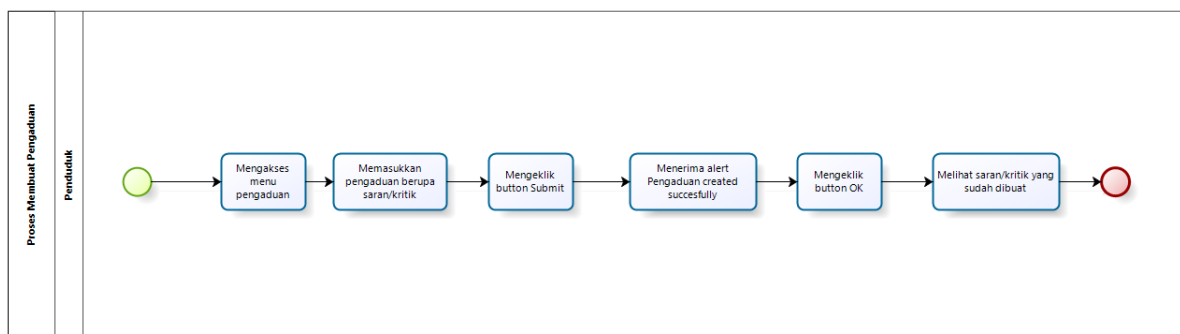 Proses Membuat Pengaduan
Penduduk
Mengakses
menu
pengaduan
Memasukkan
pengaduan berupa
saran/kritik
Mengeklik
button Submit
Menerima alert
Pengaduan created
succesfully
Mengeklik
button OK
Melihat saran/kritik yang
sudah dibuat